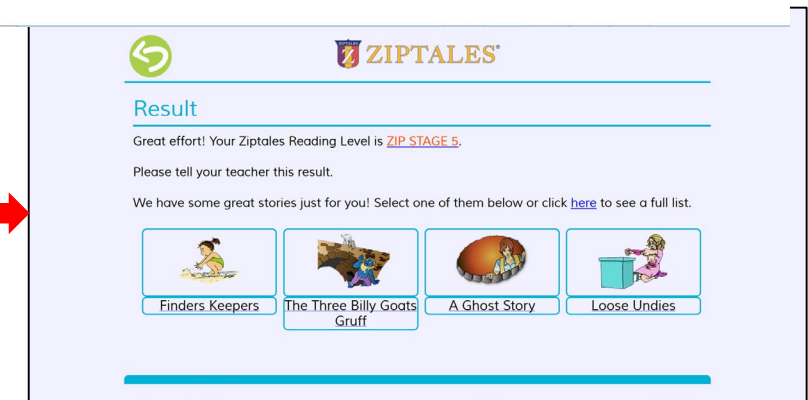 ZIPTALES
Z ZIPTALES®
Result
Great effort! Your Ziptales Reading Level is ZIP STAGE 5.
Please tell your teacher this result.
We have some great stories just for you! Select one of them below or click here to see a full list.
Finders Keepers
The Three Billy Goats
Gruff
A Ghost Story
Loose Undies